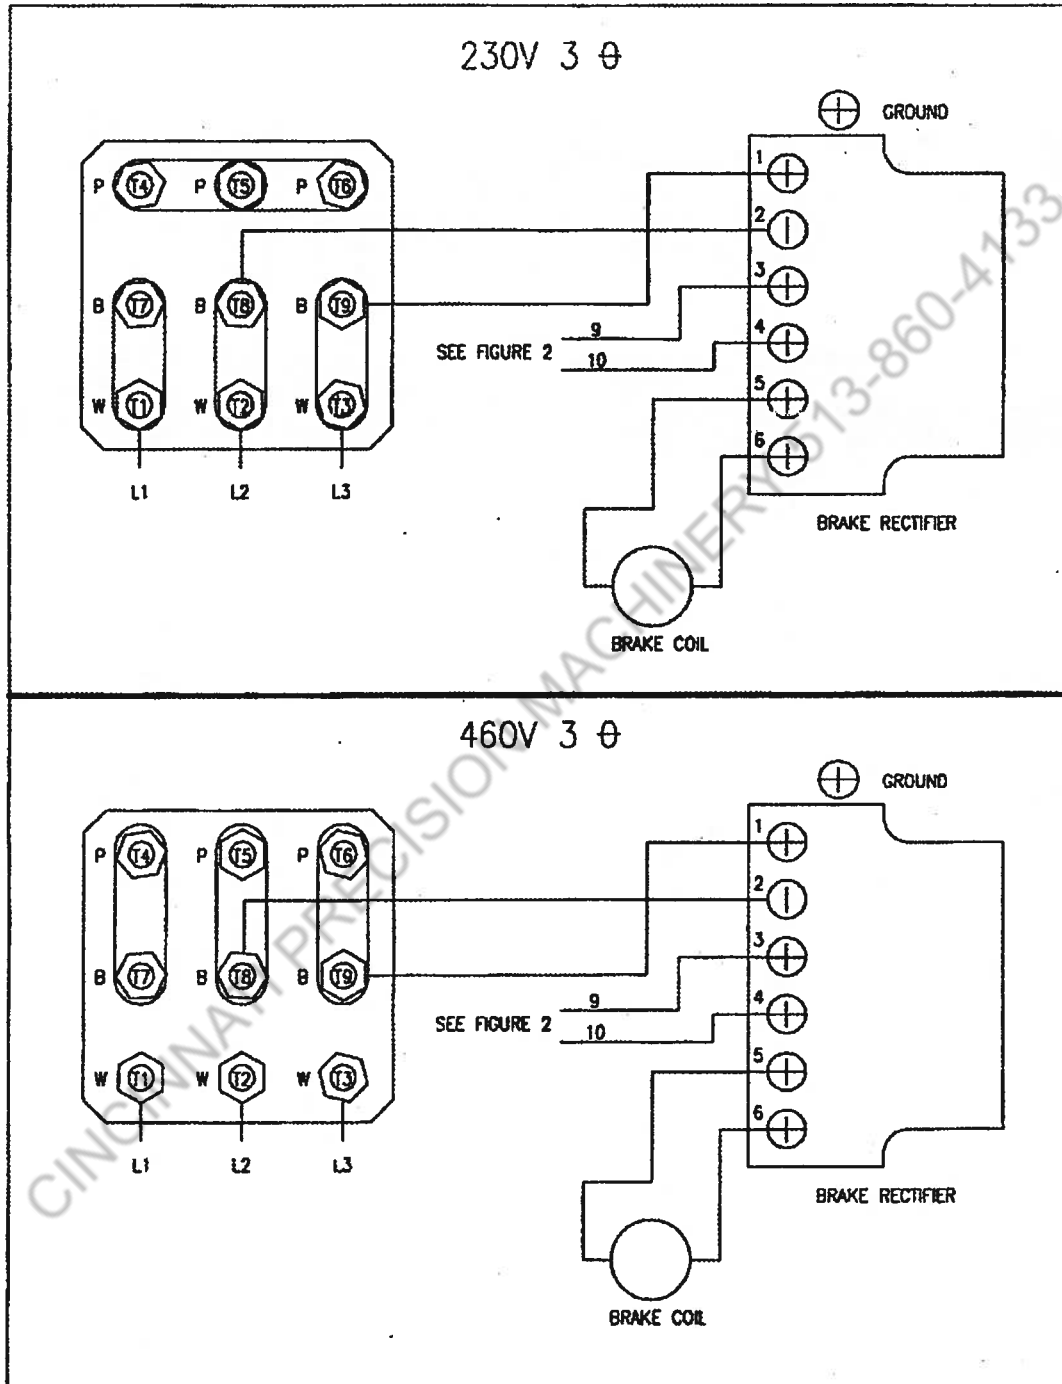 230V 3 Θ
GROUND
P T4 P T5 P T6
B T7 B T8 B T9
W T1 W T2 W T3
L1 L2 L3
SEE FIGURE 2
9
10
1
2
3
4
5
6
BRAKE RECTIFIER
BRAKE COIL
460V 3 Θ
GROUND
P T4 P T5 P T6
B T7 B T8 B T9
W T1 W T2 W T3
L1 L2 L3
SEE FIGURE 2
9
10
1
2
3
4
5
6
BRAKE RECTIFIER
BRAKE COIL
CINCINNATI PRECISION MACHINERY 513-860-4133